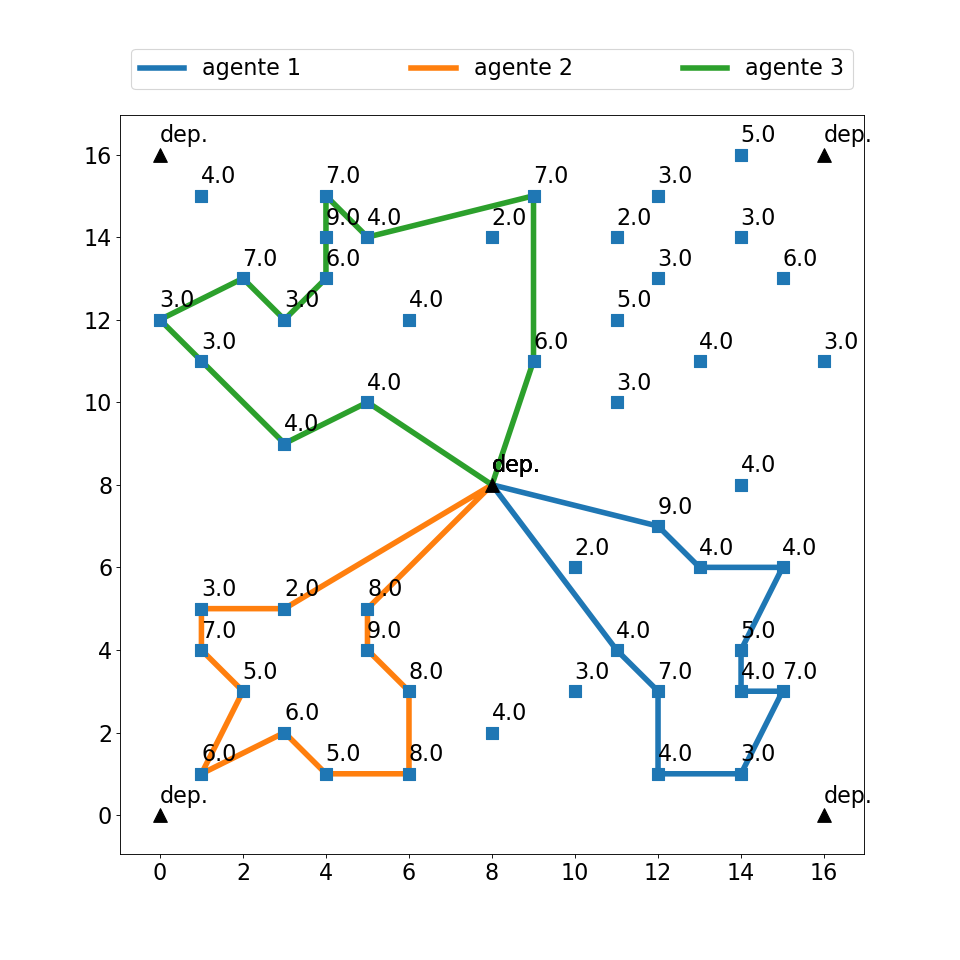 agente 1 agente 2 agente 3
dep. 5.0 dep.
16
4.0 7.0 7.0 3.0
9.0 4.0 2.0 2.0 3.0
14
7.0 6.0 3.0 6.0
3.0 3.0 4.0 5.0
12
3.0 6.0 4.0 3.0
4.0 3.0
10
4.0
dep. 4.0
8
9.0
2.0 4.0 4.0
6
3.0 2.0 8.0
7.0 9.0 4.0 5.0
4
5.0 8.0 3.0 7.0 4.0 7.0
6.0 4.0
2
6.0 5.0 8.0 4.0 3.0
dep. dep.
0
0 2 4 6 8 10 12 14 16